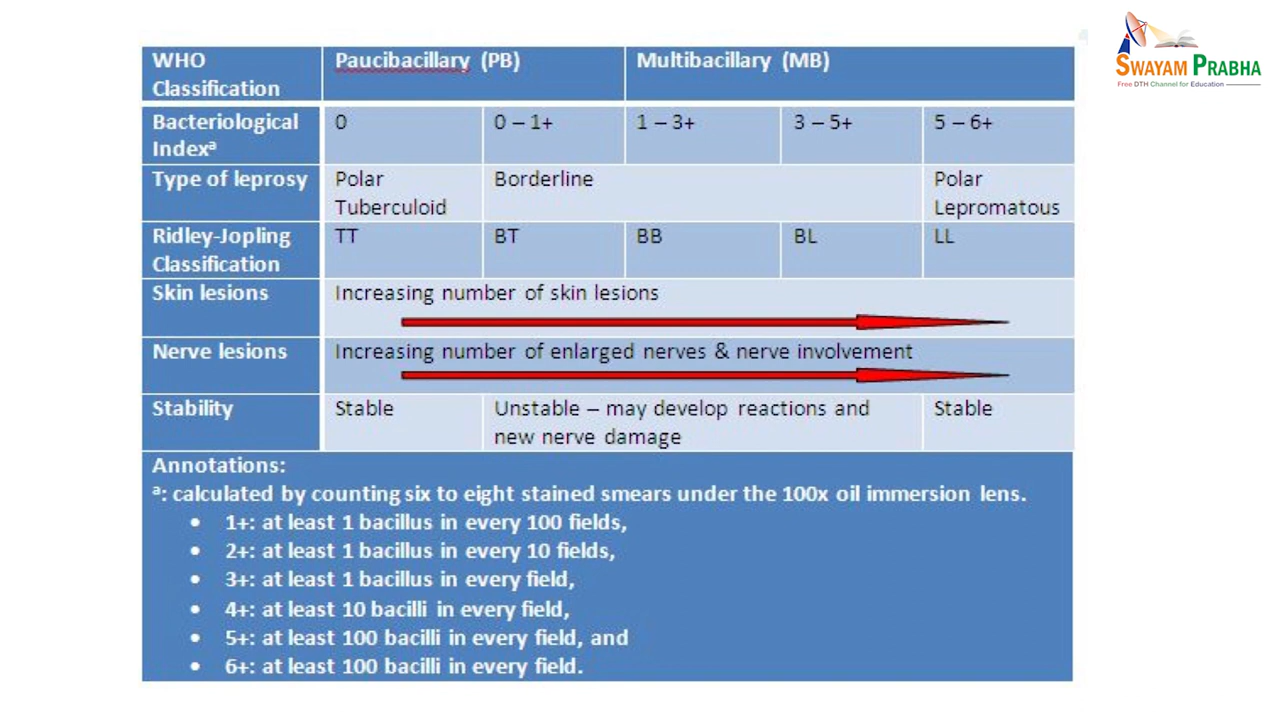 SWAYAM PRABHA
Free DTH Channel for Education
WHO Classification Paucibacillary (PB) Multibacillary (MB)
Bacteriological Indexᵃ 0 0 – 1+ 1 – 3+ 3 – 5+ 5 – 6+
Type of leprosy Polar Tuberculoid Borderline Polar Lepromatous
Ridley-Jopling Classification TT BT BB BL LL
Skin lesions Increasing number of skin lesions
Nerve lesions Increasing number of enlarged nerves & nerve involvement
Stability Stable Unstable – may develop reactions and new nerve damage Stable
Annotations:
ᵃ: calculated by counting six to eight stained smears under the 100x oil immersion lens.
• 1+: at least 1 bacillus in every 100 fields,
• 2+: at least 1 bacillus in every 10 fields,
• 3+: at least 1 bacillus in every field,
• 4+: at least 10 bacilli in every field,
• 5+: at least 100 bacilli in every field, and
• 6+: at least 100 bacilli in every field.